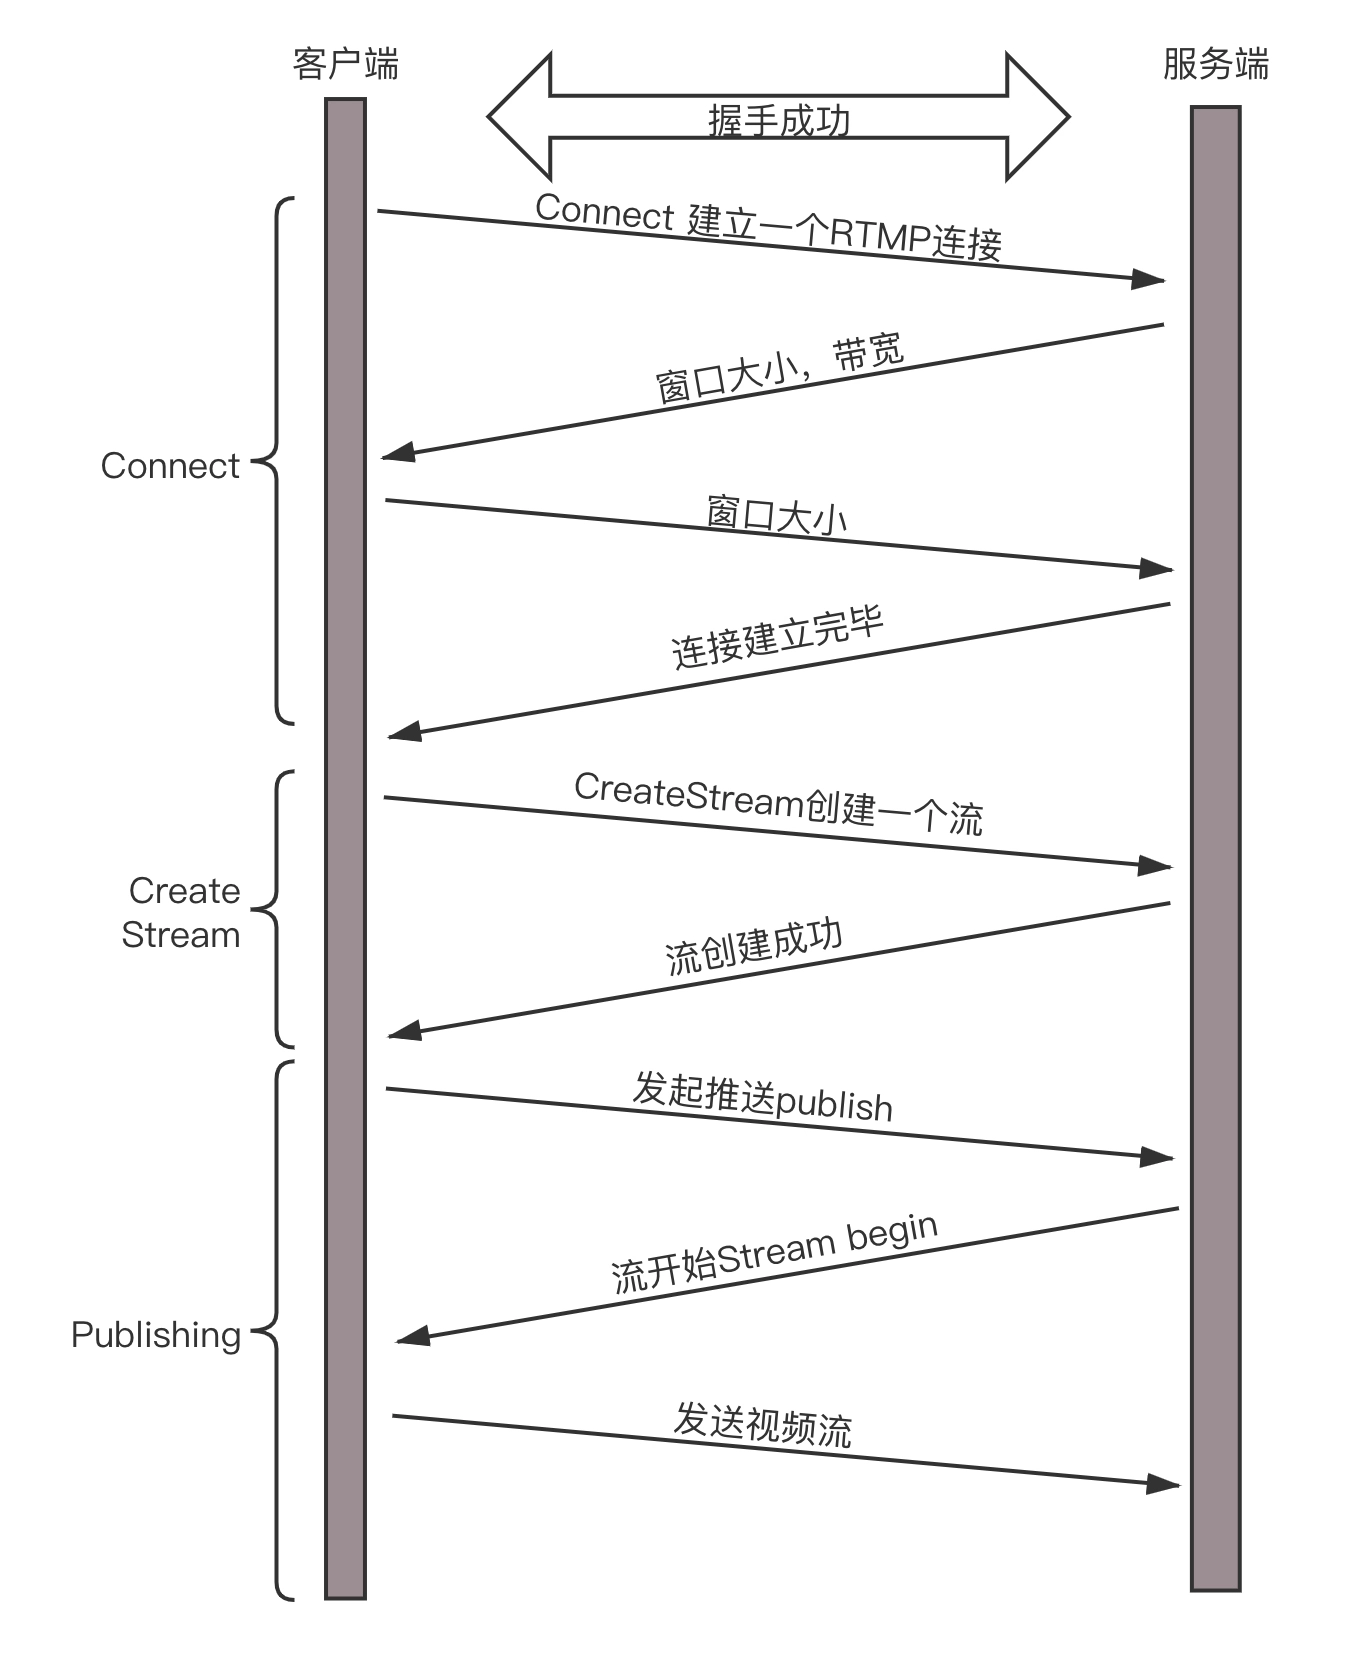 客户端
服务端
握手成功
Connect 建立一个RTMP连接
窗口大小，带宽
Connect
窗口大小
连接建立完毕
CreateStream创建一个流
Create
Stream
流创建成功
发起推送publish
流开始Stream begin
Publishing
发送视频流